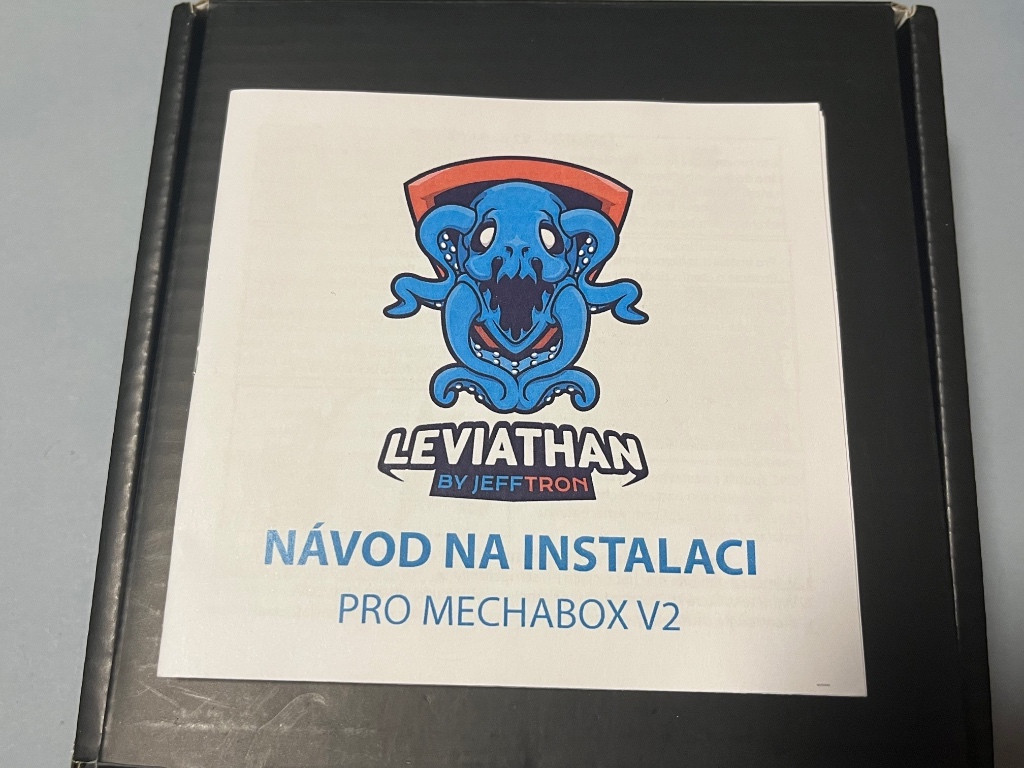 LEVIATHAN
BY JEFFTRON
NÁVOD NA INSTALACI
PRO MECHABOX V2